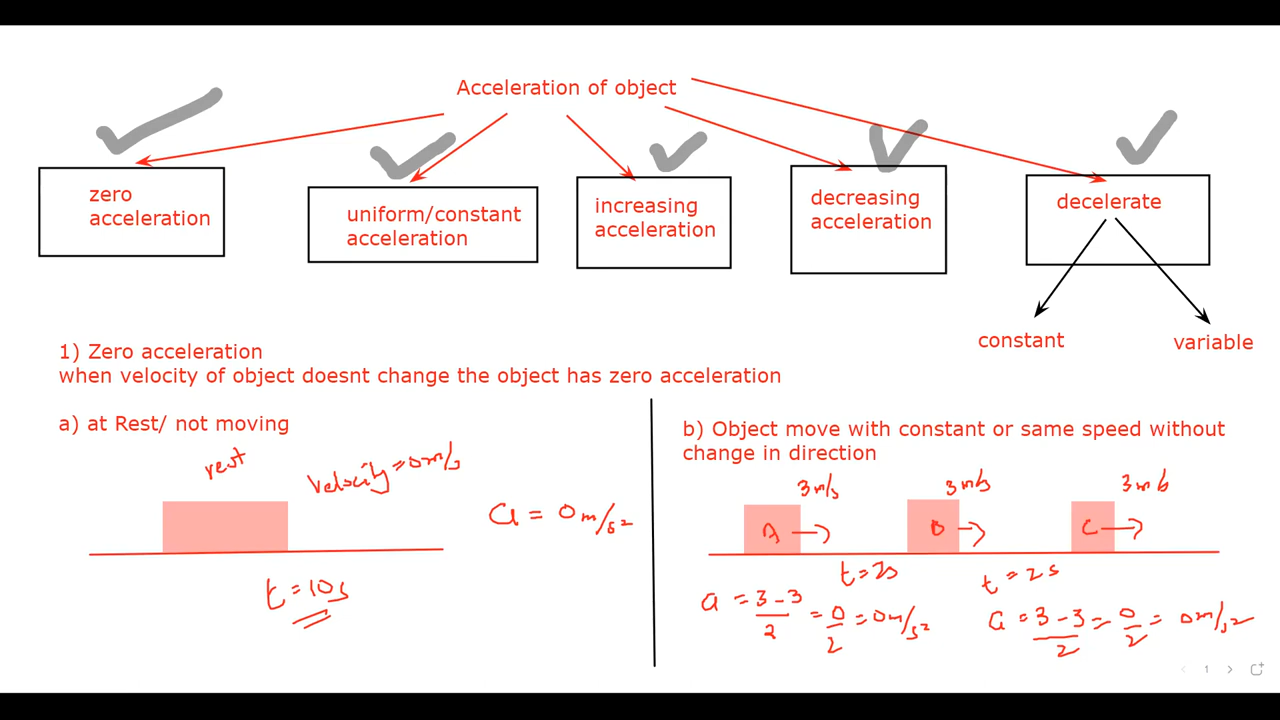 Acceleration of object
zero
acceleration
uniform/constant
acceleration
increasing
acceleration
decreasing
acceleration
decelerate
constant
variable
1) Zero acceleration
when velocity of object doesnt change the object has zero acceleration
a) at Rest/ not moving
rest
Velocity = 0m/s
a = 0m/s²
t = 10s
b) Object move with constant or same speed without
change in direction
3m/s 3m/s 3m/s
A B C
t = 2s t = 2s
a = 3-3/2 = 0/2 = 0m/s² a = 3-3/2 = 0/2 = 0m/s²
1